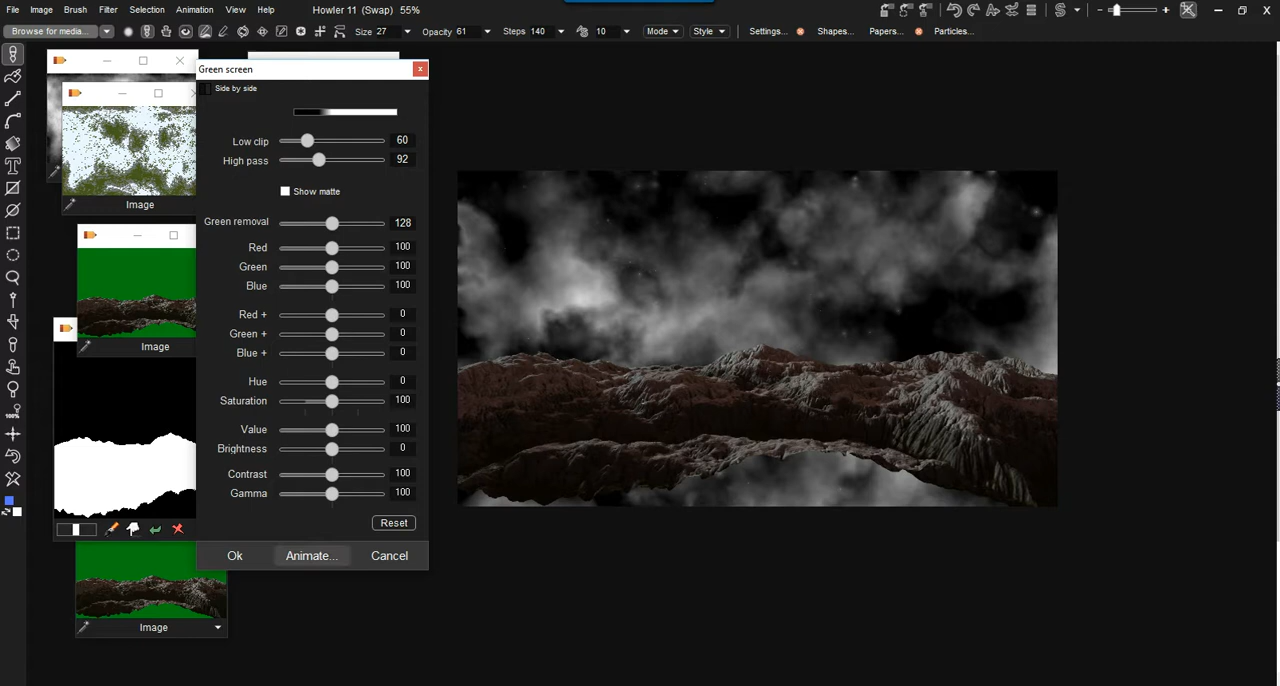 File Image Brush Filter Selection Animation View Help Howler 11 (Swap) 55%
Browse for media... Size 27 Opacity 61 Steps 140 10 Mode Style Settings... Shapes... Papers... Particles...
Green screen
Side by side
Low clip 60
High pass 92
Show matte
Green removal 128
Red 100
Green 100
Blue 100
Red + 0
Green + 0
Blue + 0
Hue 0
Saturation 100
Value 100
Brightness 0
Contrast 100
Gamma 100
Reset
Ok Animate... Cancel
Image
Image
Image
100%